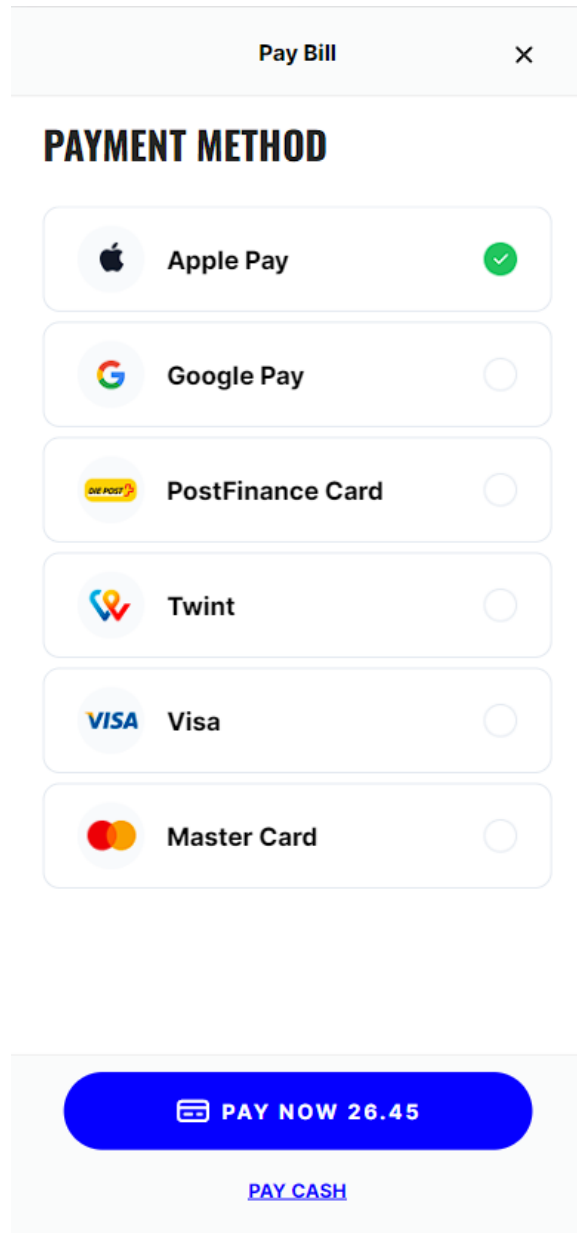 Pay Bill
PAYMENT METHOD
Apple Pay
Google Pay
DIE POST
PostFinance Card
Twint
VISA
Visa
Master Card
PAY NOW 26.45
PAY CASH